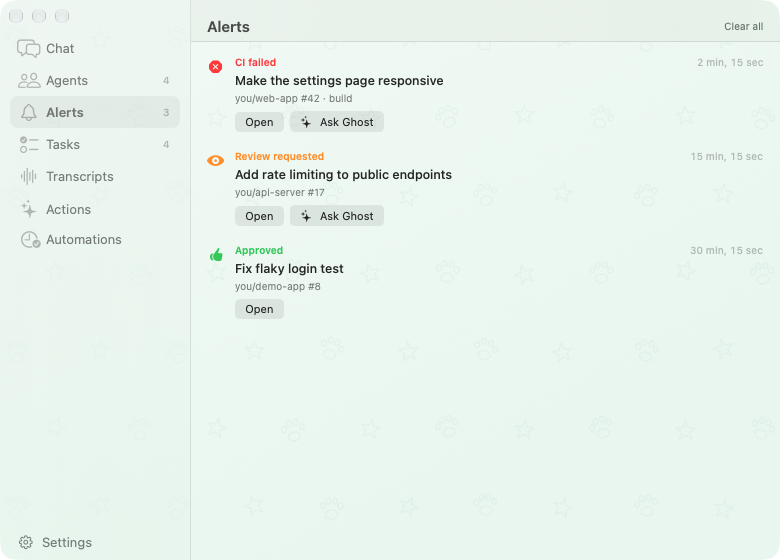 Chat
Agents 4
Alerts 3
Tasks 4
Transcripts
Actions
Automations
Settings
Alerts
Clear all
CI failed 2 min, 15 sec
Make the settings page responsive
you/web-app #42 · build
Open Ask Ghost
Review requested 15 min, 15 sec
Add rate limiting to public endpoints
you/api-server #17
Open Ask Ghost
Approved 30 min, 15 sec
Fix flaky login test
you/demo-app #8
Open